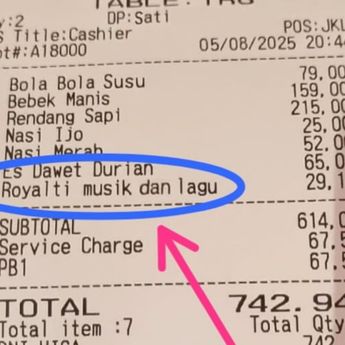 :2 DP:Sati
Title:Cashier POS:JKL
t#:A18000 05/08/2025 20:4
Bola Bola Susu 79,00
Bebek Manis 159,00
Rendang Sapi 215,00
Nasi Ijo 25,00
Nasi Merah 52,00
Es Dawet Durian 65,0
Royalti musik dan lagu 29,1
SUBTOTAL 614,0
Service Charge 67.5
PB1 67.5
TOTAL 742.94
Total item :7 Total Qty
742